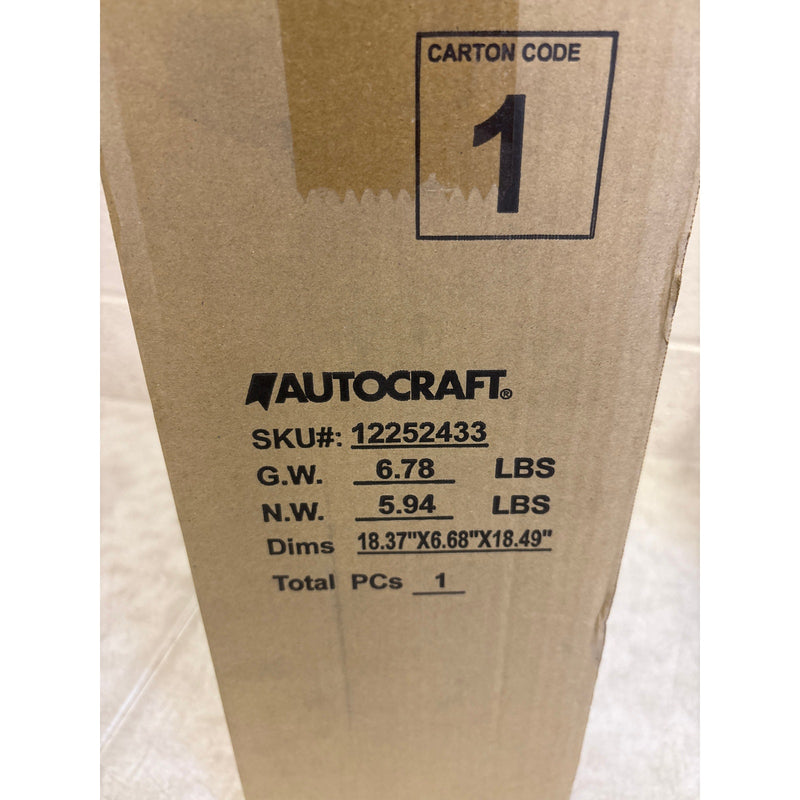 CARTON CODE
1
AUTOCRAFT®
SKU#: 12252433
G.W. 6.78 LBS
N.W. 5.94 LBS
Dims 18.37"X6.68"X18.49"
Total PCs 1